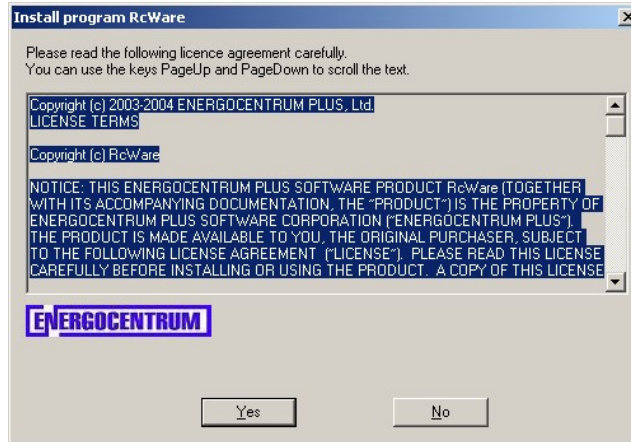 Install program RcWare
Please read the following licence agreement carefully.
You can use the keys PageUp and PageDown to scroll the text.
Copyright (c) 2003-2004 ENERGOCENTRUM PLUS, Ltd.
LICENSE TERMS
Copyright (c) RcWare
NOTICE: THIS ENERGOCENTRUM PLUS SOFTWARE PRODUCT RcWare (TOGETHER
WITH ITS ACCOMPANYING DOCUMENTATION, THE "PRODUCT") IS THE PROPERTY OF
ENERGOCENTRUM PLUS SOFTWARE CORPORATION ("ENERGOCENTRUM PLUS").
THE PRODUCT IS MADE AVAILABLE TO YOU, THE ORIGINAL PURCHASER, SUBJECT
TO THE FOLLOWING LICENSE AGREEMENT ("LICENSE"). PLEASE READ THIS LICENSE
CAREFULLY BEFORE INSTALLING OR USING THE PRODUCT. A COPY OF THIS LICENSE
ENERGOCENTRUM
Yes
No